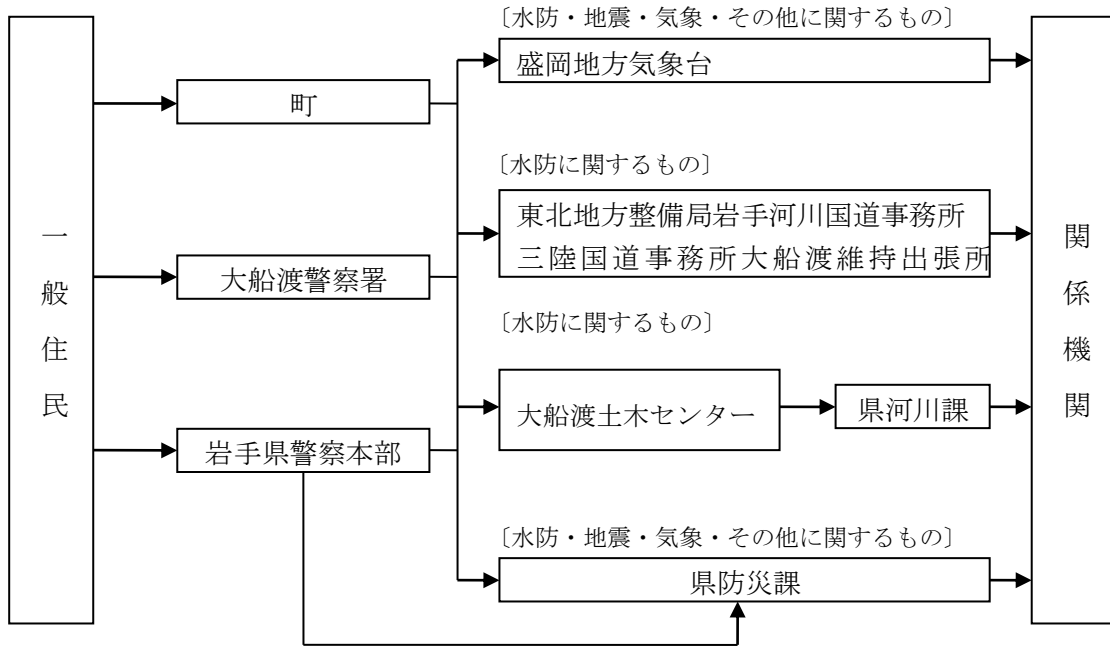 一般住民
町
大船渡警察署
岩手県警察本部
〔水防・地震・気象・その他に関するもの〕
盛岡地方気象台
〔水防に関するもの〕
東北地方整備局岩手河川国道事務所
三陸国道事務所大船渡維持出張所
〔水防に関するもの〕
大船渡土木センター
県河川課
〔水防・地震・気象・その他に関するもの〕
県防災課
関係機関